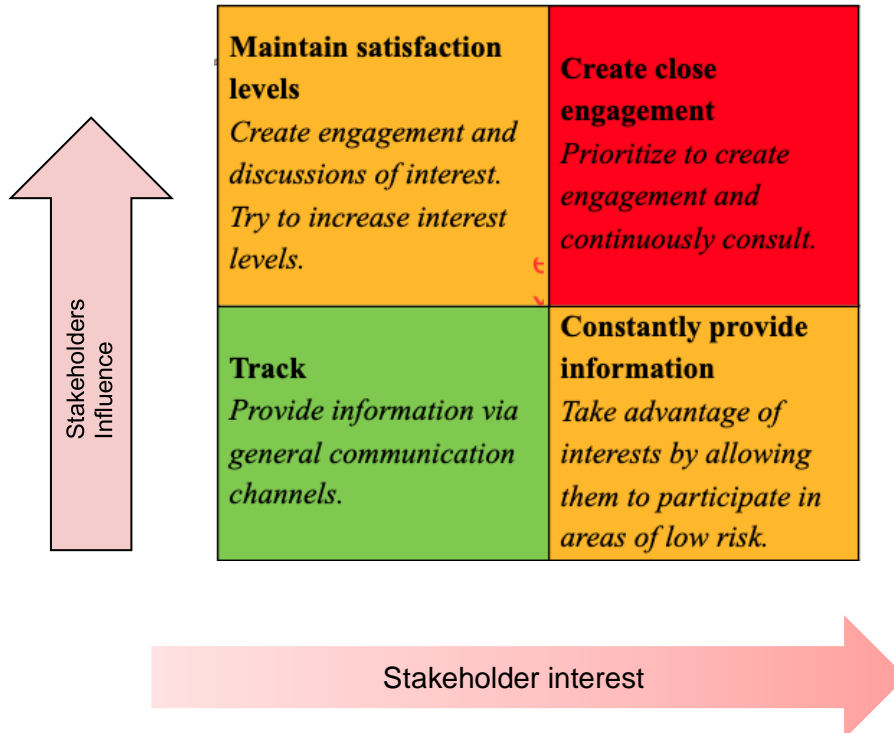 Maintain satisfaction
levels
Create engagement and
discussions of interest.
Try to increase interest
levels.
Create close
engagement
Prioritize to create
engagement and
continuously consult.
Track
Provide information via
general communication
channels.
Constantly provide
information
Take advantage of
interests by allowing
them to participate in
areas of low risk.
Stakeholders
Influence
Stakeholder interest